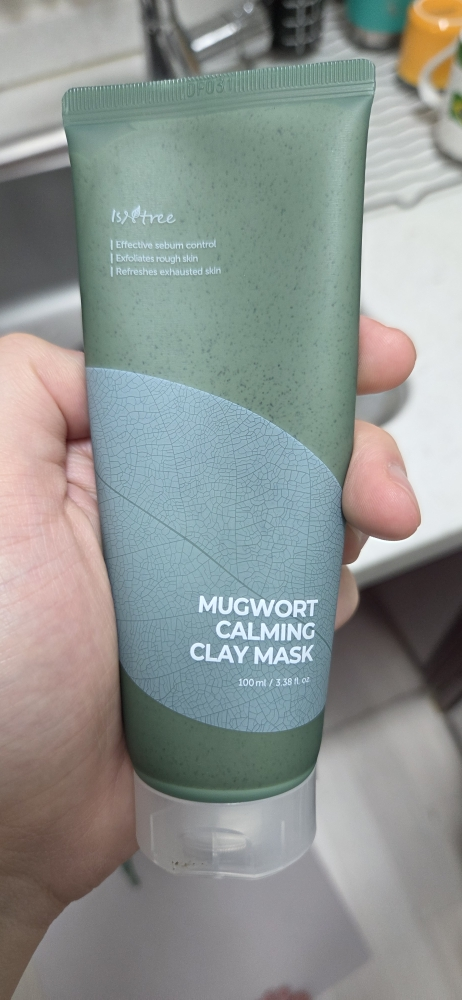 Isntree
Effective sebum control
Exfoliates rough skin
Refreshes exhausted skin
MUGWORT
CALMING
CLAY MASK
100 ml / 3.38 fl. oz